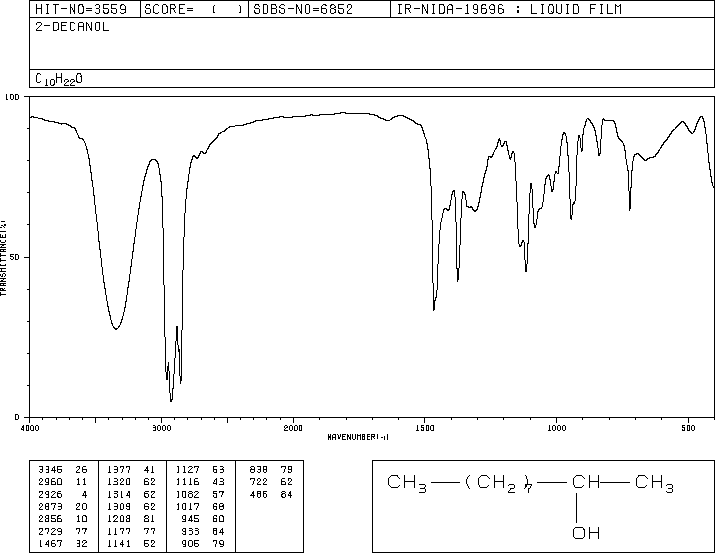 HIT-NO=3559 SCORE= ( ) SDBS-NO=6852 IR-NIDA-19696 : LIQUID FILM
2-DECANOL
C10H22O
100
TRANSMITTANCE(%)
50
0
4000 3000 2000 1500 1000 500
WAVENUMBER(-1)
3346 26 1377 41 1127 53 838 79
2960 11 1320 62 1116 43 722 62
2926 4 1314 62 1082 57 486 84
2873 20 1309 62 1017 68
2856 10 1208 81 945 60
2729 77 1177 77 933 84
1467 32 1141 52 905 79
CH3 (CH2)7 CH CH3
OH